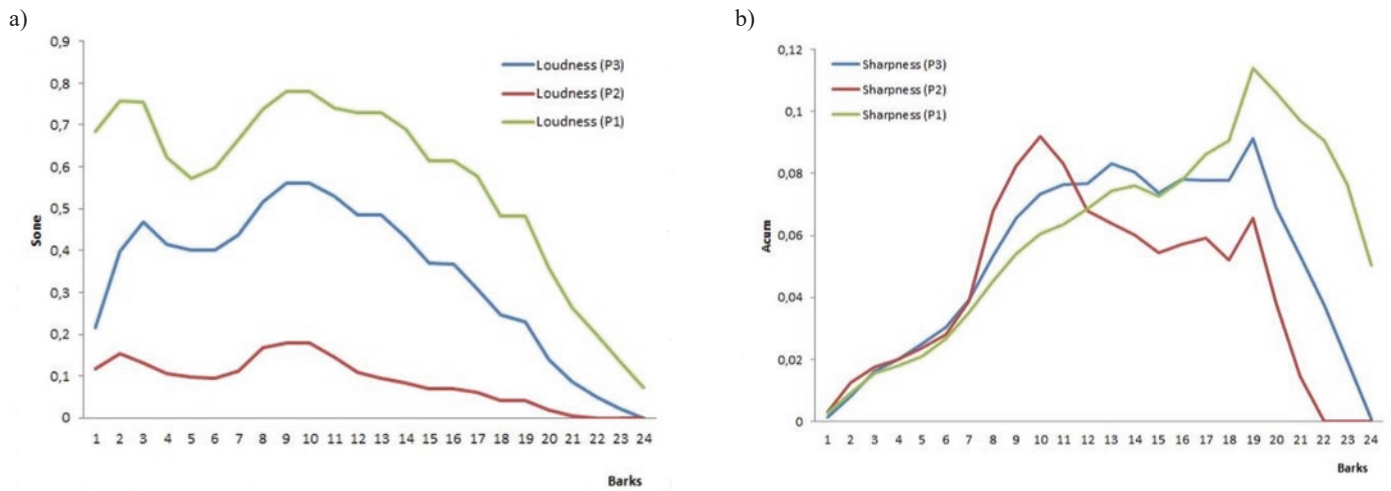 a)
0,9
0,8
0,7
0,6
0,5
0,4
0,3
0,2
0,1
0
Sone
Loudness (P3)
Loudness (P2)
Loudness (P1)
1 2 3 4 5 6 7 8 9 10 11 12 13 14 15 16 17 18 19 20 21 22 23 24
Barks
b)
0,12
0,1
0,08
0,06
0,04
0,02
0
Acum
Sharpness (P3)
Sharpness (P2)
Sharpness (P1)
1 2 3 4 5 6 7 8 9 10 11 12 13 14 15 16 17 18 19 20 21 22 23 24
Barks